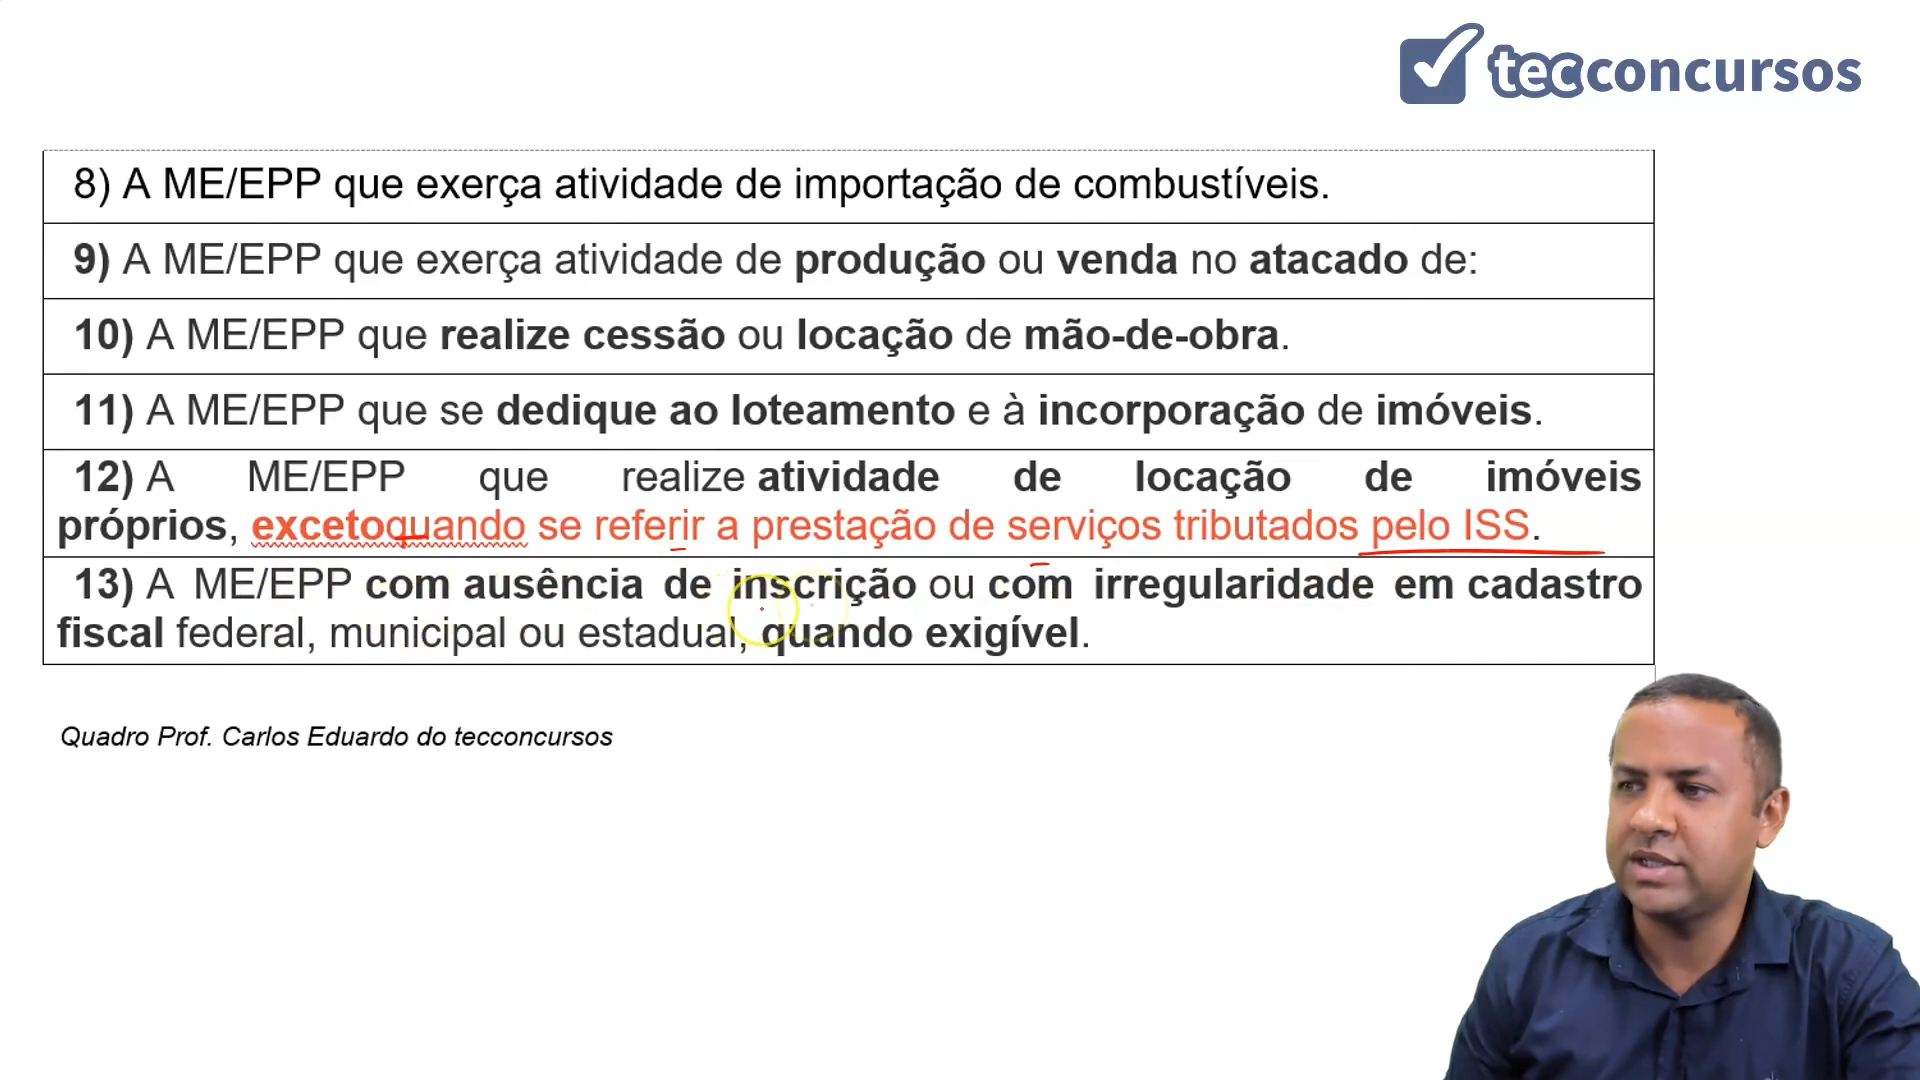 tecconcursos
8) A ME/EPP que exerça atividade de importação de combustíveis.
9) A ME/EPP que exerça atividade de produção ou venda no atacado de:
10) A ME/EPP que realize cessão ou locação de mão-de-obra.
11) A ME/EPP que se dedique ao loteamento e à incorporação de imóveis.
12) A ME/EPP que realize atividade de locação de imóveis
próprios, excetoquando se referir a prestação de serviços tributados pelo ISS.
13) A ME/EPP com ausência de inscrição ou com irregularidade em cadastro
fiscal federal, municipal ou estadual, quando exigível.
Quadro Prof. Carlos Eduardo do tecconcursos